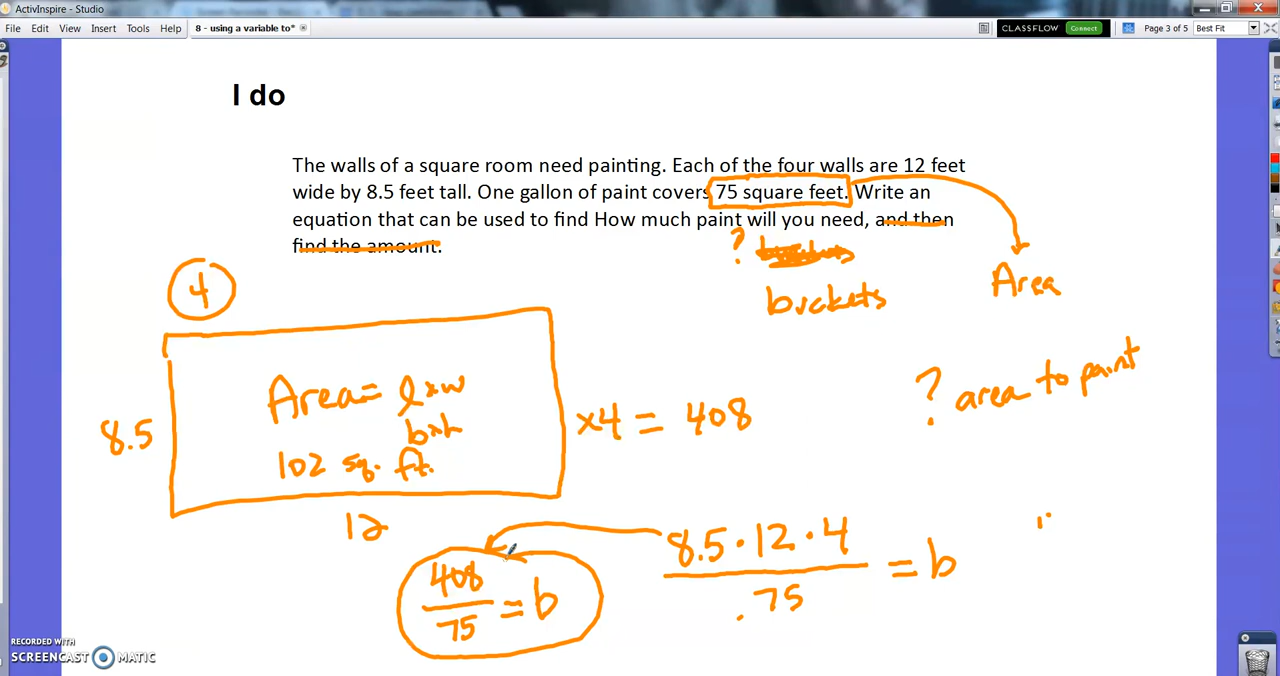 ActivInspire - Studio
File Edit View Insert Tools Help
8 - using a variable to*
CLASSFLOW Connect
Page 3 of 5
Best Fit
I do
The walls of a square room need painting. Each of the four walls are 12 feet
wide by 8.5 feet tall. One gallon of paint covers 75 square feet. Write an
equation that can be used to find How much paint will you need, and then
find the amount.
?
buckets
Area
4
Area = l x w
b x h
102 sq. ft.
8.5
12
x4 = 408
? area to paint
408
75
= b
8.5 · 12 · 4
.75
= b
RECORDED WITH
SCREENCAST MATIC